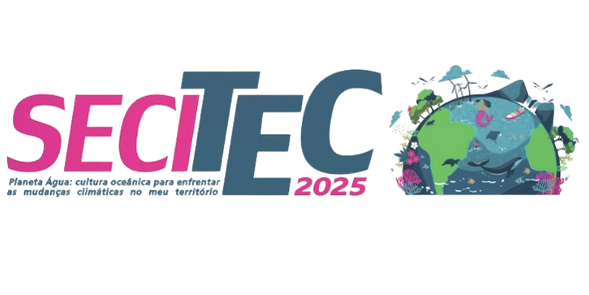 SECITEC
Planeta Água: cultura oceânica para enfrentar
as mudanças climáticas no meu território
2025